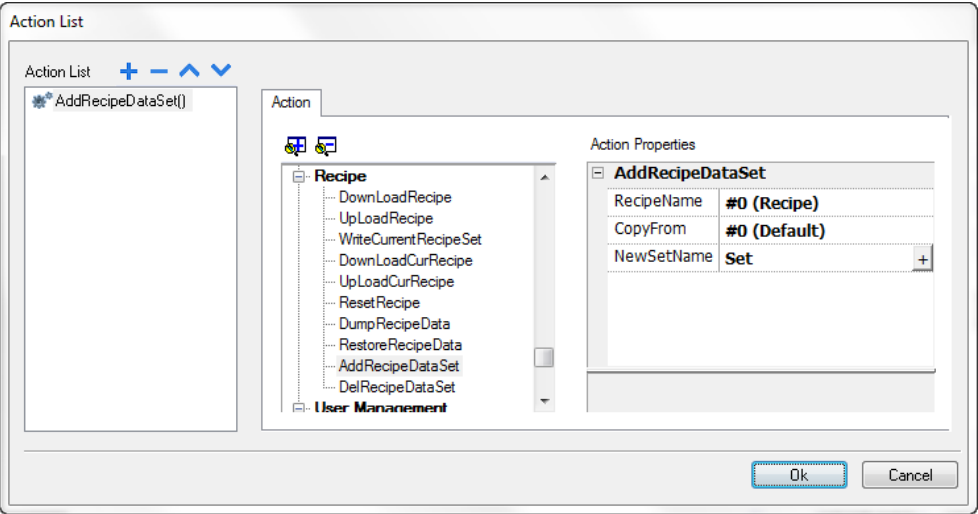 Action List
Action List
AddRecipeDataSet()
Action
Recipe
DownLoadRecipe
UpLoadRecipe
WriteCurrentRecipeSet
DownLoadCurRecipe
UpLoadCurRecipe
ResetRecipe
DumpRecipeData
RestoreRecipeData
AddRecipeDataSet
DelRecipeDataSet
User Management
Action Properties
AddRecipeDataSet
RecipeName #0 (Recipe)
CopyFrom #0 (Default)
NewSetName Set +
Ok Cancel